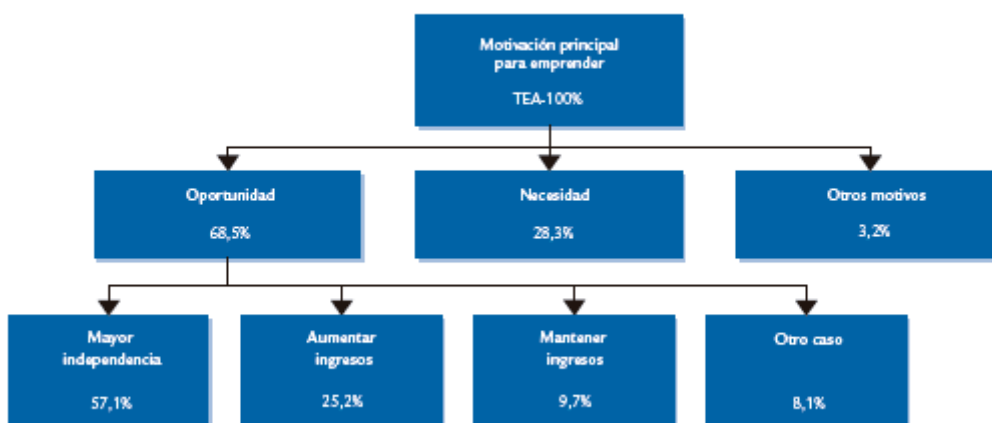 Motivación principal
para emprender
TEA-100%
Oportunidad
68,5%
Necesidad
28,3%
Otros motivos
3,2%
Mayor
independencia
57,1%
Aumentar
ingresos
25,2%
Mantener
ingresos
9,7%
Otro caso
8,1%